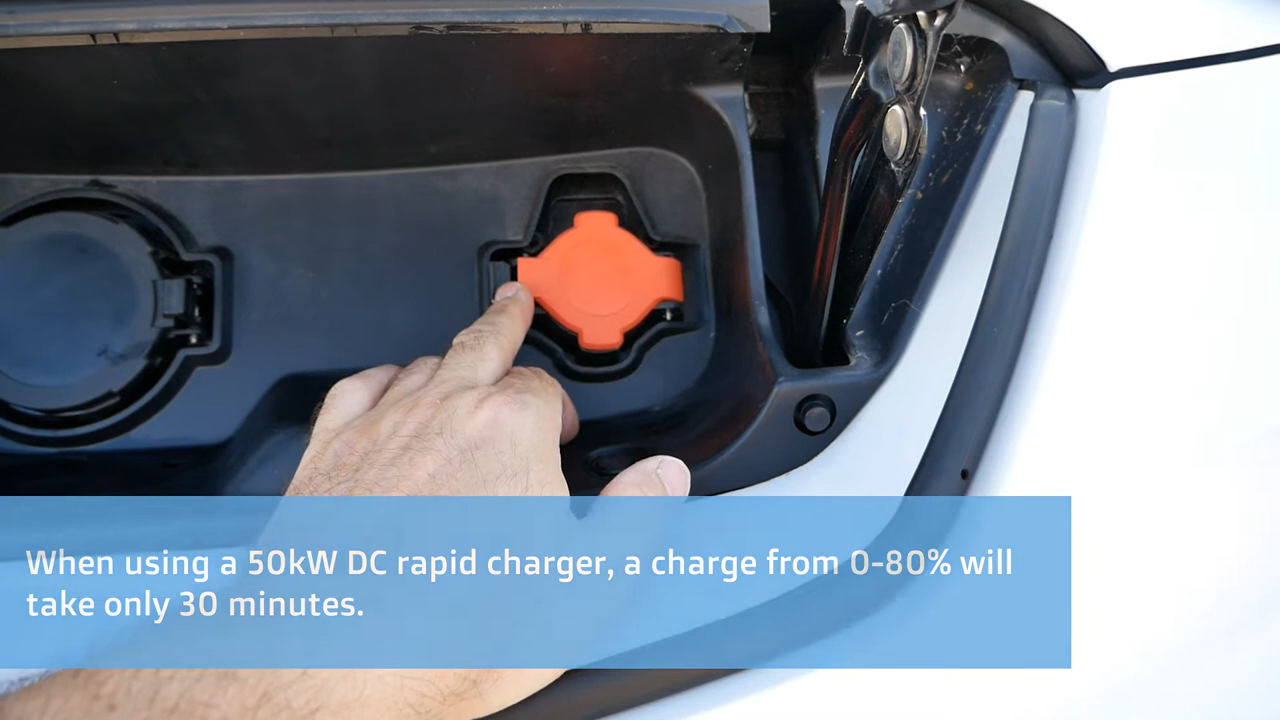 When using a 50kW DC rapid charger, a charge from 0-80% will
take only 30 minutes.